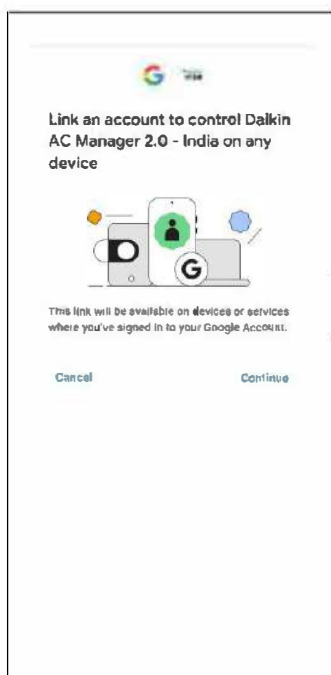 Link an account to control Daikin
AC Manager 2.0 - India on any
device
G
This link will be available on devices or services
where you've signed in to your Google Account.
Cancel
Continue